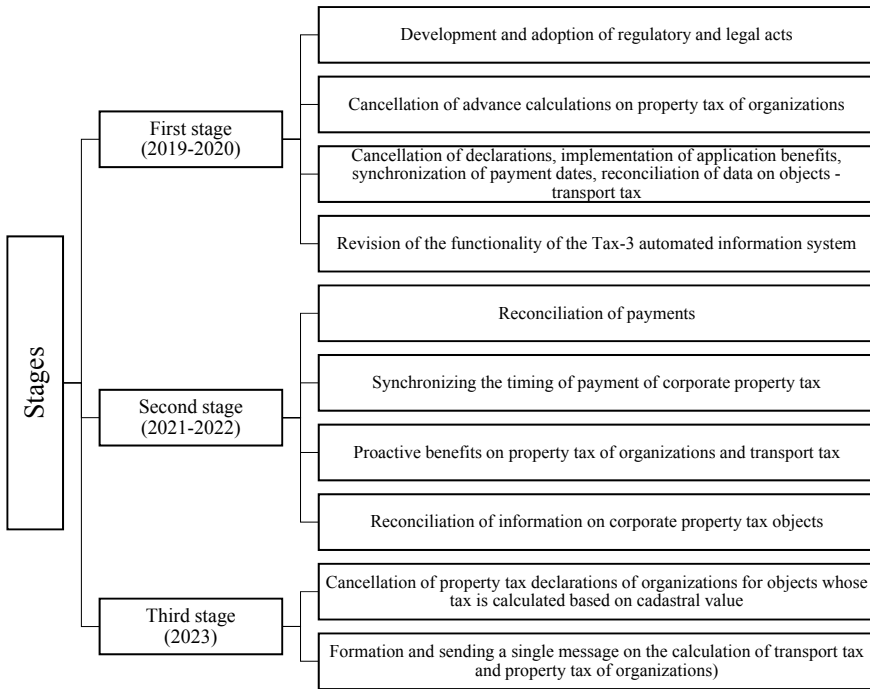 Stages
First stage
(2019-2020)
Development and adoption of regulatory and legal acts
Cancellation of advance calculations on property tax of organizations
Cancellation of declarations, implementation of application benefits,
synchronization of payment dates, reconciliation of data on objects -
transport tax
Revision of the functionality of the Tax-3 automated information system
Second stage
(2021-2022)
Reconciliation of payments
Synchronizing the timing of payment of corporate property tax
Proactive benefits on property tax of organizations and transport tax
Reconciliation of information on corporate property tax objects
Third stage
(2023)
Cancellation of property tax declarations of organizations for objects whose
tax is calculated based on cadastral value
Formation and sending a single message on the calculation of transport tax
and property tax of organizations)